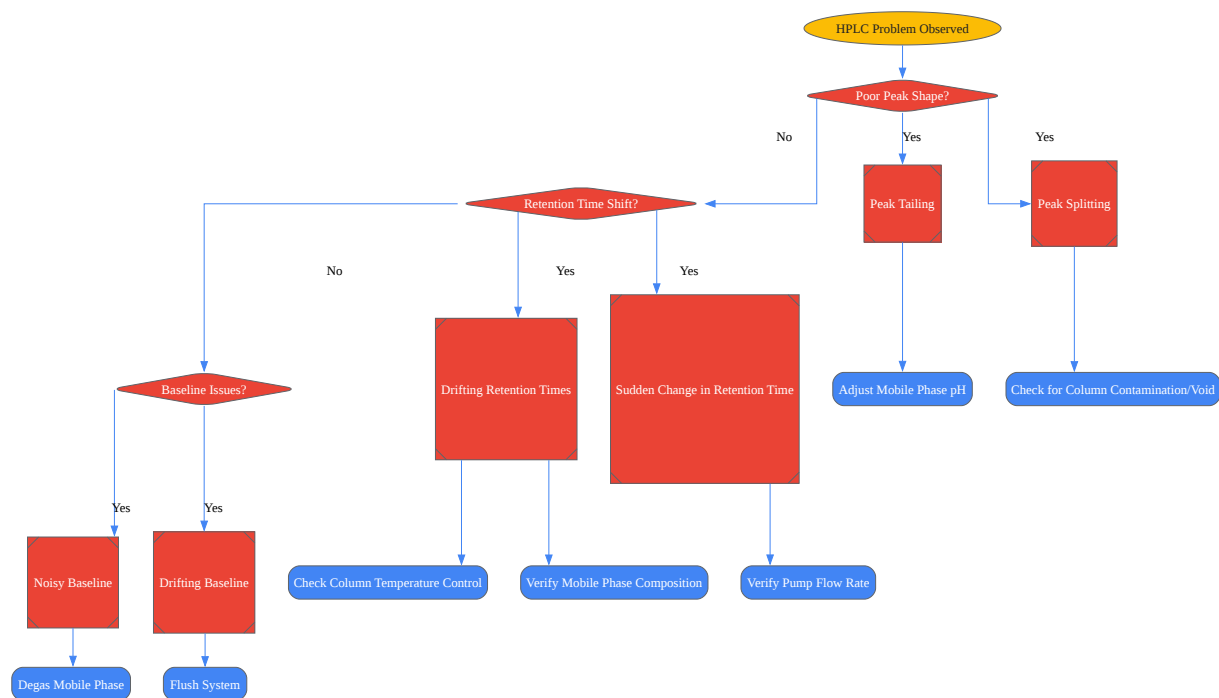 HPLC Problem Observed
Poor Peak Shape?
No
Yes
Yes
Retention Time Shift?
Peak Tailing
Peak Splitting
No
Yes
Yes
Baseline Issues?
Drifting Retention Times
Sudden Change in Retention Time
Adjust Mobile Phase pH
Check for Column Contamination/Void
Yes
Yes
Noisy Baseline
Drifting Baseline
Check Column Temperature Control
Verify Mobile Phase Composition
Verify Pump Flow Rate
Degas Mobile Phase
Flush System